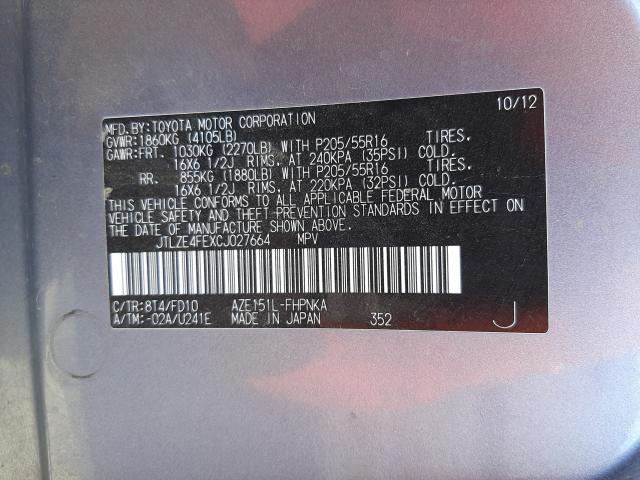 MFD.BY:TOYOTA MOTOR CORPORATION 10/12
GVWR:1860KG (4105LB)
GAWR:FRT. 1030KG (2270LB) WITH P205/55R16 TIRES.
16X6 1/2J RIMS. AT 240KPA (35PSI) COLD.
RR. 855KG (1880LB) WITH P205/55R16 TIRES.
16X6 1/2J RIMS. AT 220KPA (32PSI) COLD.
THIS VEHICLE CONFORMS TO ALL APPLICABLE FEDERAL MOTOR
VEHICLE SAFETY AND THEFT PREVENTION STANDARDS IN EFFECT ON
THE DATE OF MANUFACTURE SHOWN ABOVE.
JTLZE4FEXCJ027664 MPV
C/TR:8T4/FD10 AZE151L-FHPNKA
A/TM:-02A/U241E MADE IN JAPAN 352 J